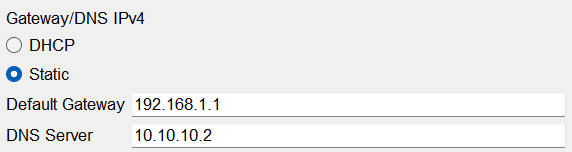 Gateway/DNS IPv4
DHCP
Static
Default Gateway 192.168.1.1
DNS Server 10.10.10.2